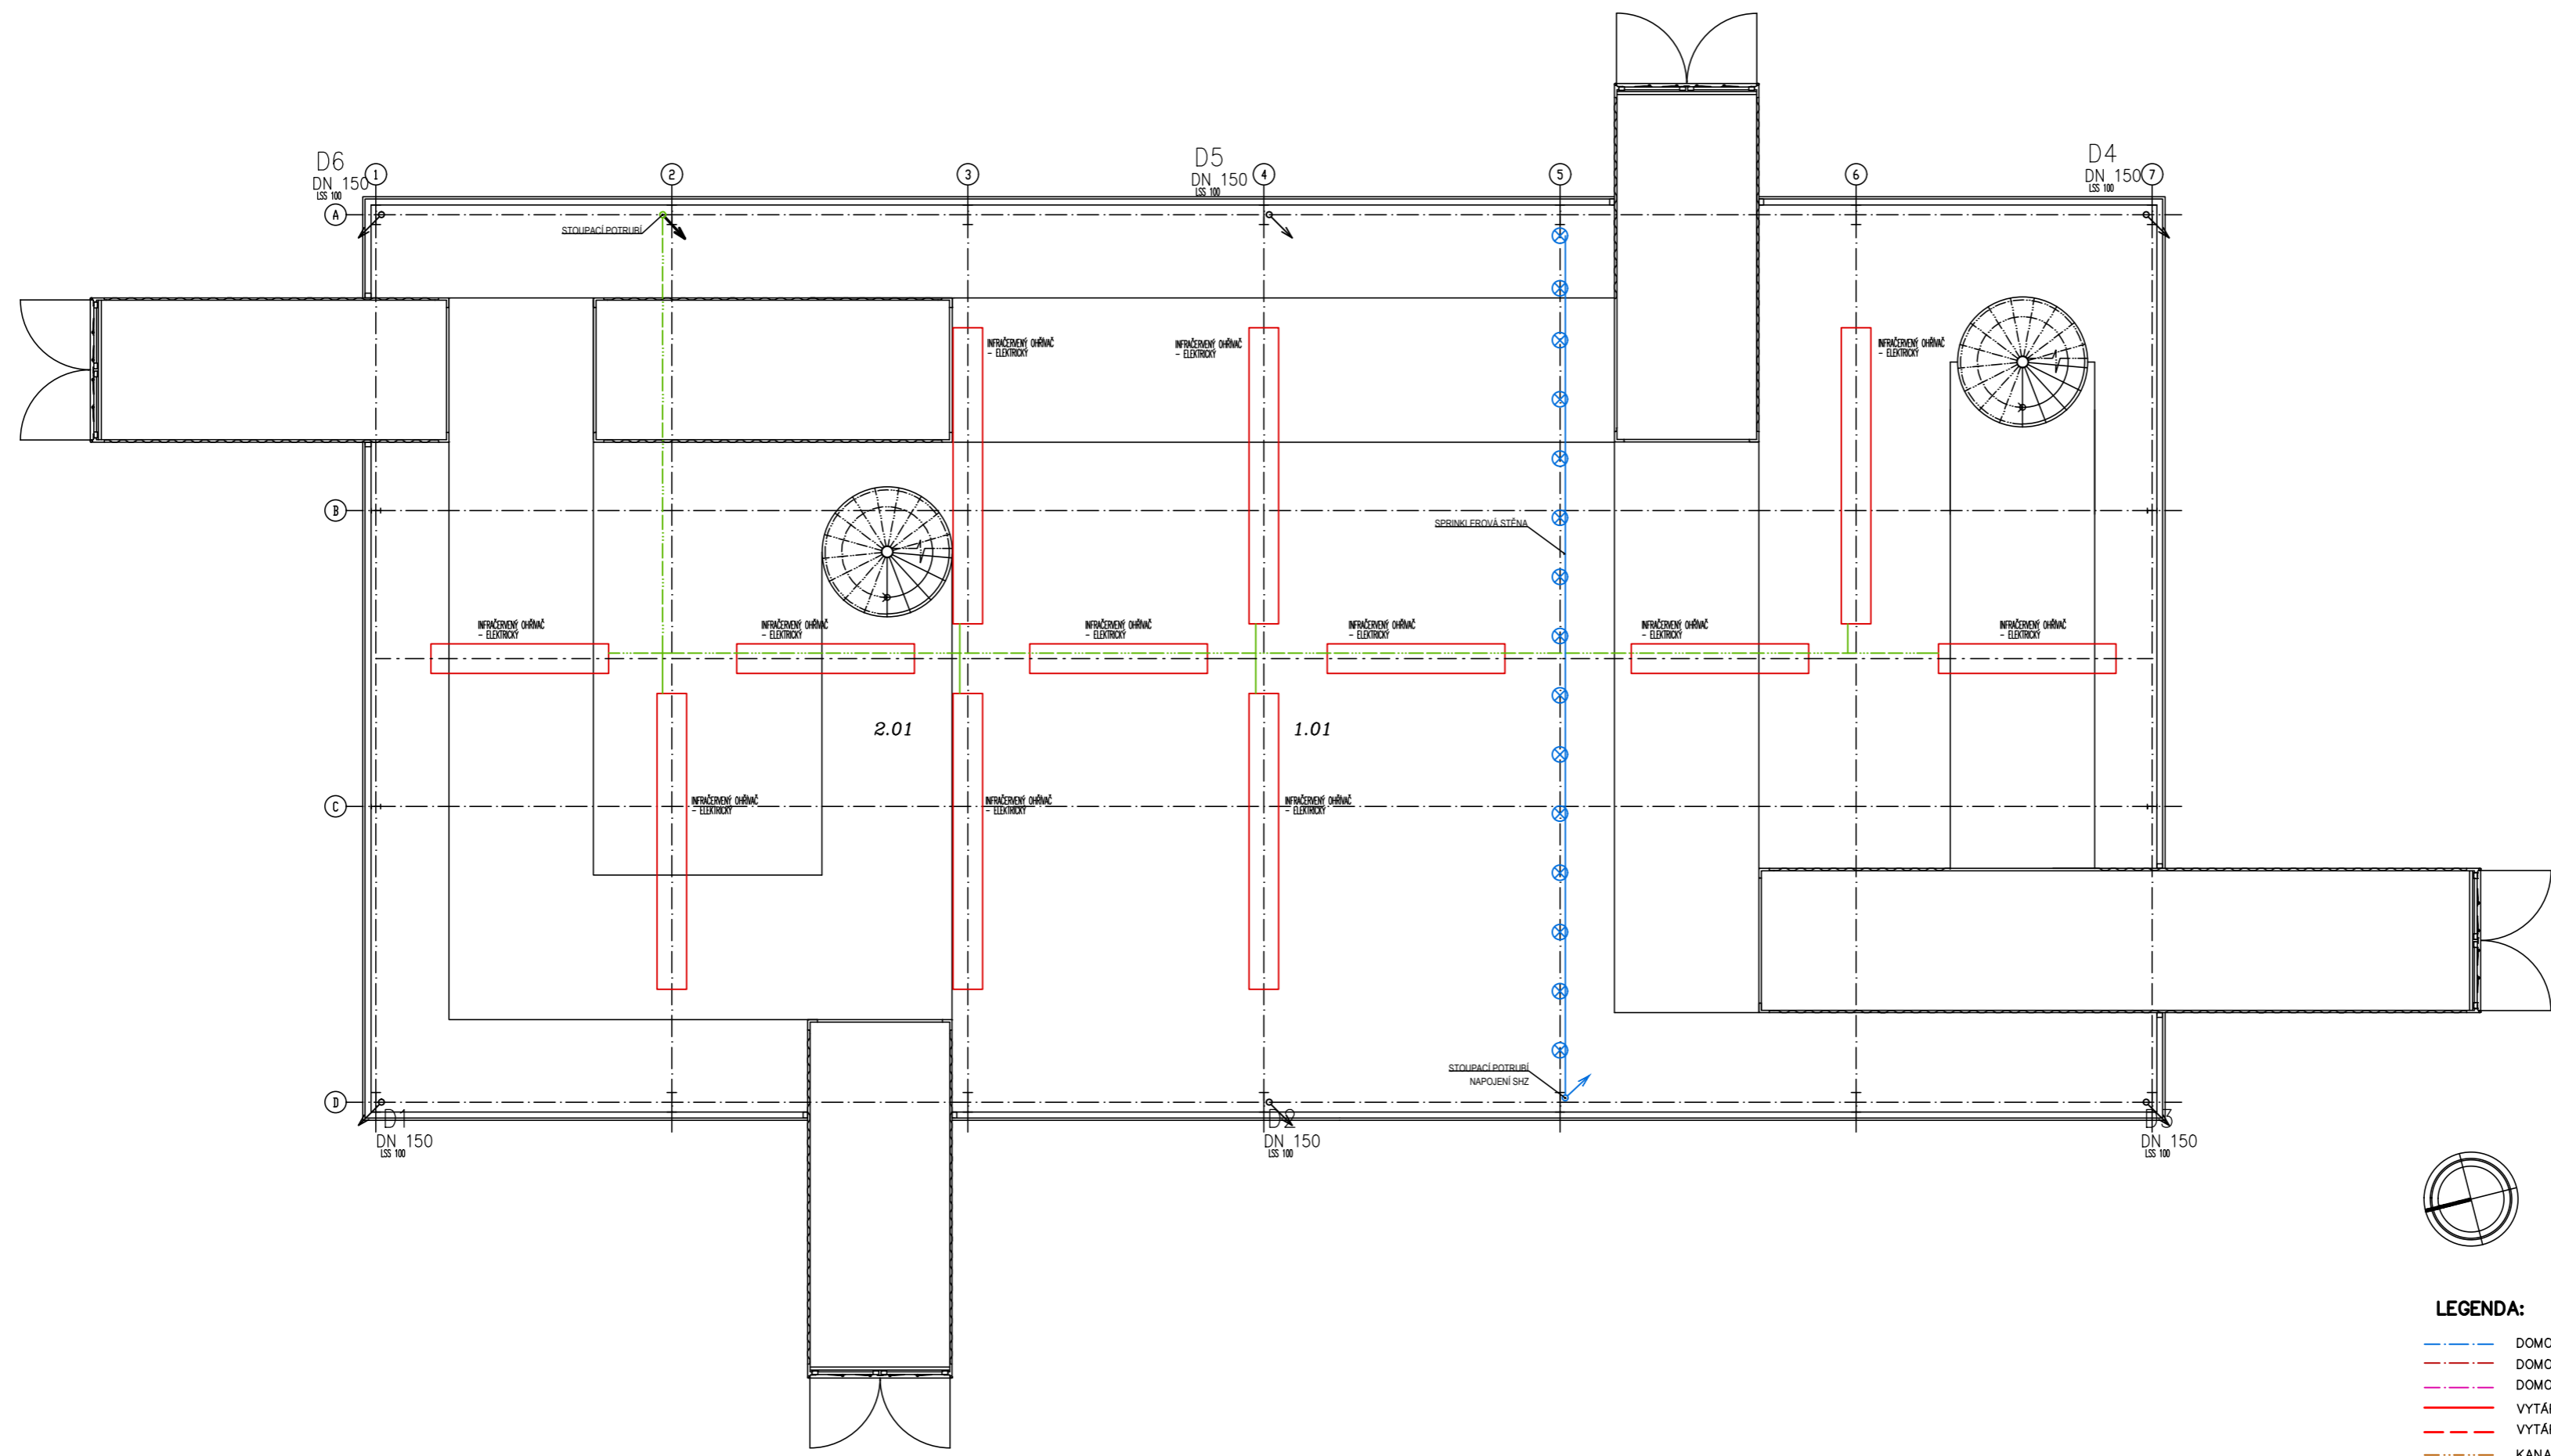 D6
DN 150
LSS 100
D5
DN 150
LSS 100
D4
DN 150
LSS 100
1
2
3
4
5
6
7
A
STOUPACÍ POTRUBÍ
INFRAČERVENÝ OHŘÍVAČ
- ELEKTRICKÝ
INFRAČERVENÝ OHŘÍVAČ
- ELEKTRICKÝ
INFRAČERVENÝ OHŘÍVAČ
- ELEKTRICKÝ
B
SPRINKLEROVÁ STĚNA
INFRAČERVENÝ OHŘÍVAČ
- ELEKTRICKÝ
INFRAČERVENÝ OHŘÍVAČ
- ELEKTRICKÝ
INFRAČERVENÝ OHŘÍVAČ
- ELEKTRICKÝ
INFRAČERVENÝ OHŘÍVAČ
- ELEKTRICKÝ
INFRAČERVENÝ OHŘÍVAČ
- ELEKTRICKÝ
INFRAČERVENÝ OHŘÍVAČ
- ELEKTRICKÝ
2.01
1.01
C
INFRAČERVENÝ OHŘÍVAČ
- ELEKTRICKÝ
INFRAČERVENÝ OHŘÍVAČ
- ELEKTRICKÝ
INFRAČERVENÝ OHŘÍVAČ
- ELEKTRICKÝ
STOUPACÍ POTRUBÍ
NAPOJENÍ SHZ
D
D1
DN 150
LSS 100
D2
DN 150
LSS 100
D3
DN 150
LSS 100
LEGENDA:
DOMO
DOMO
DOMO